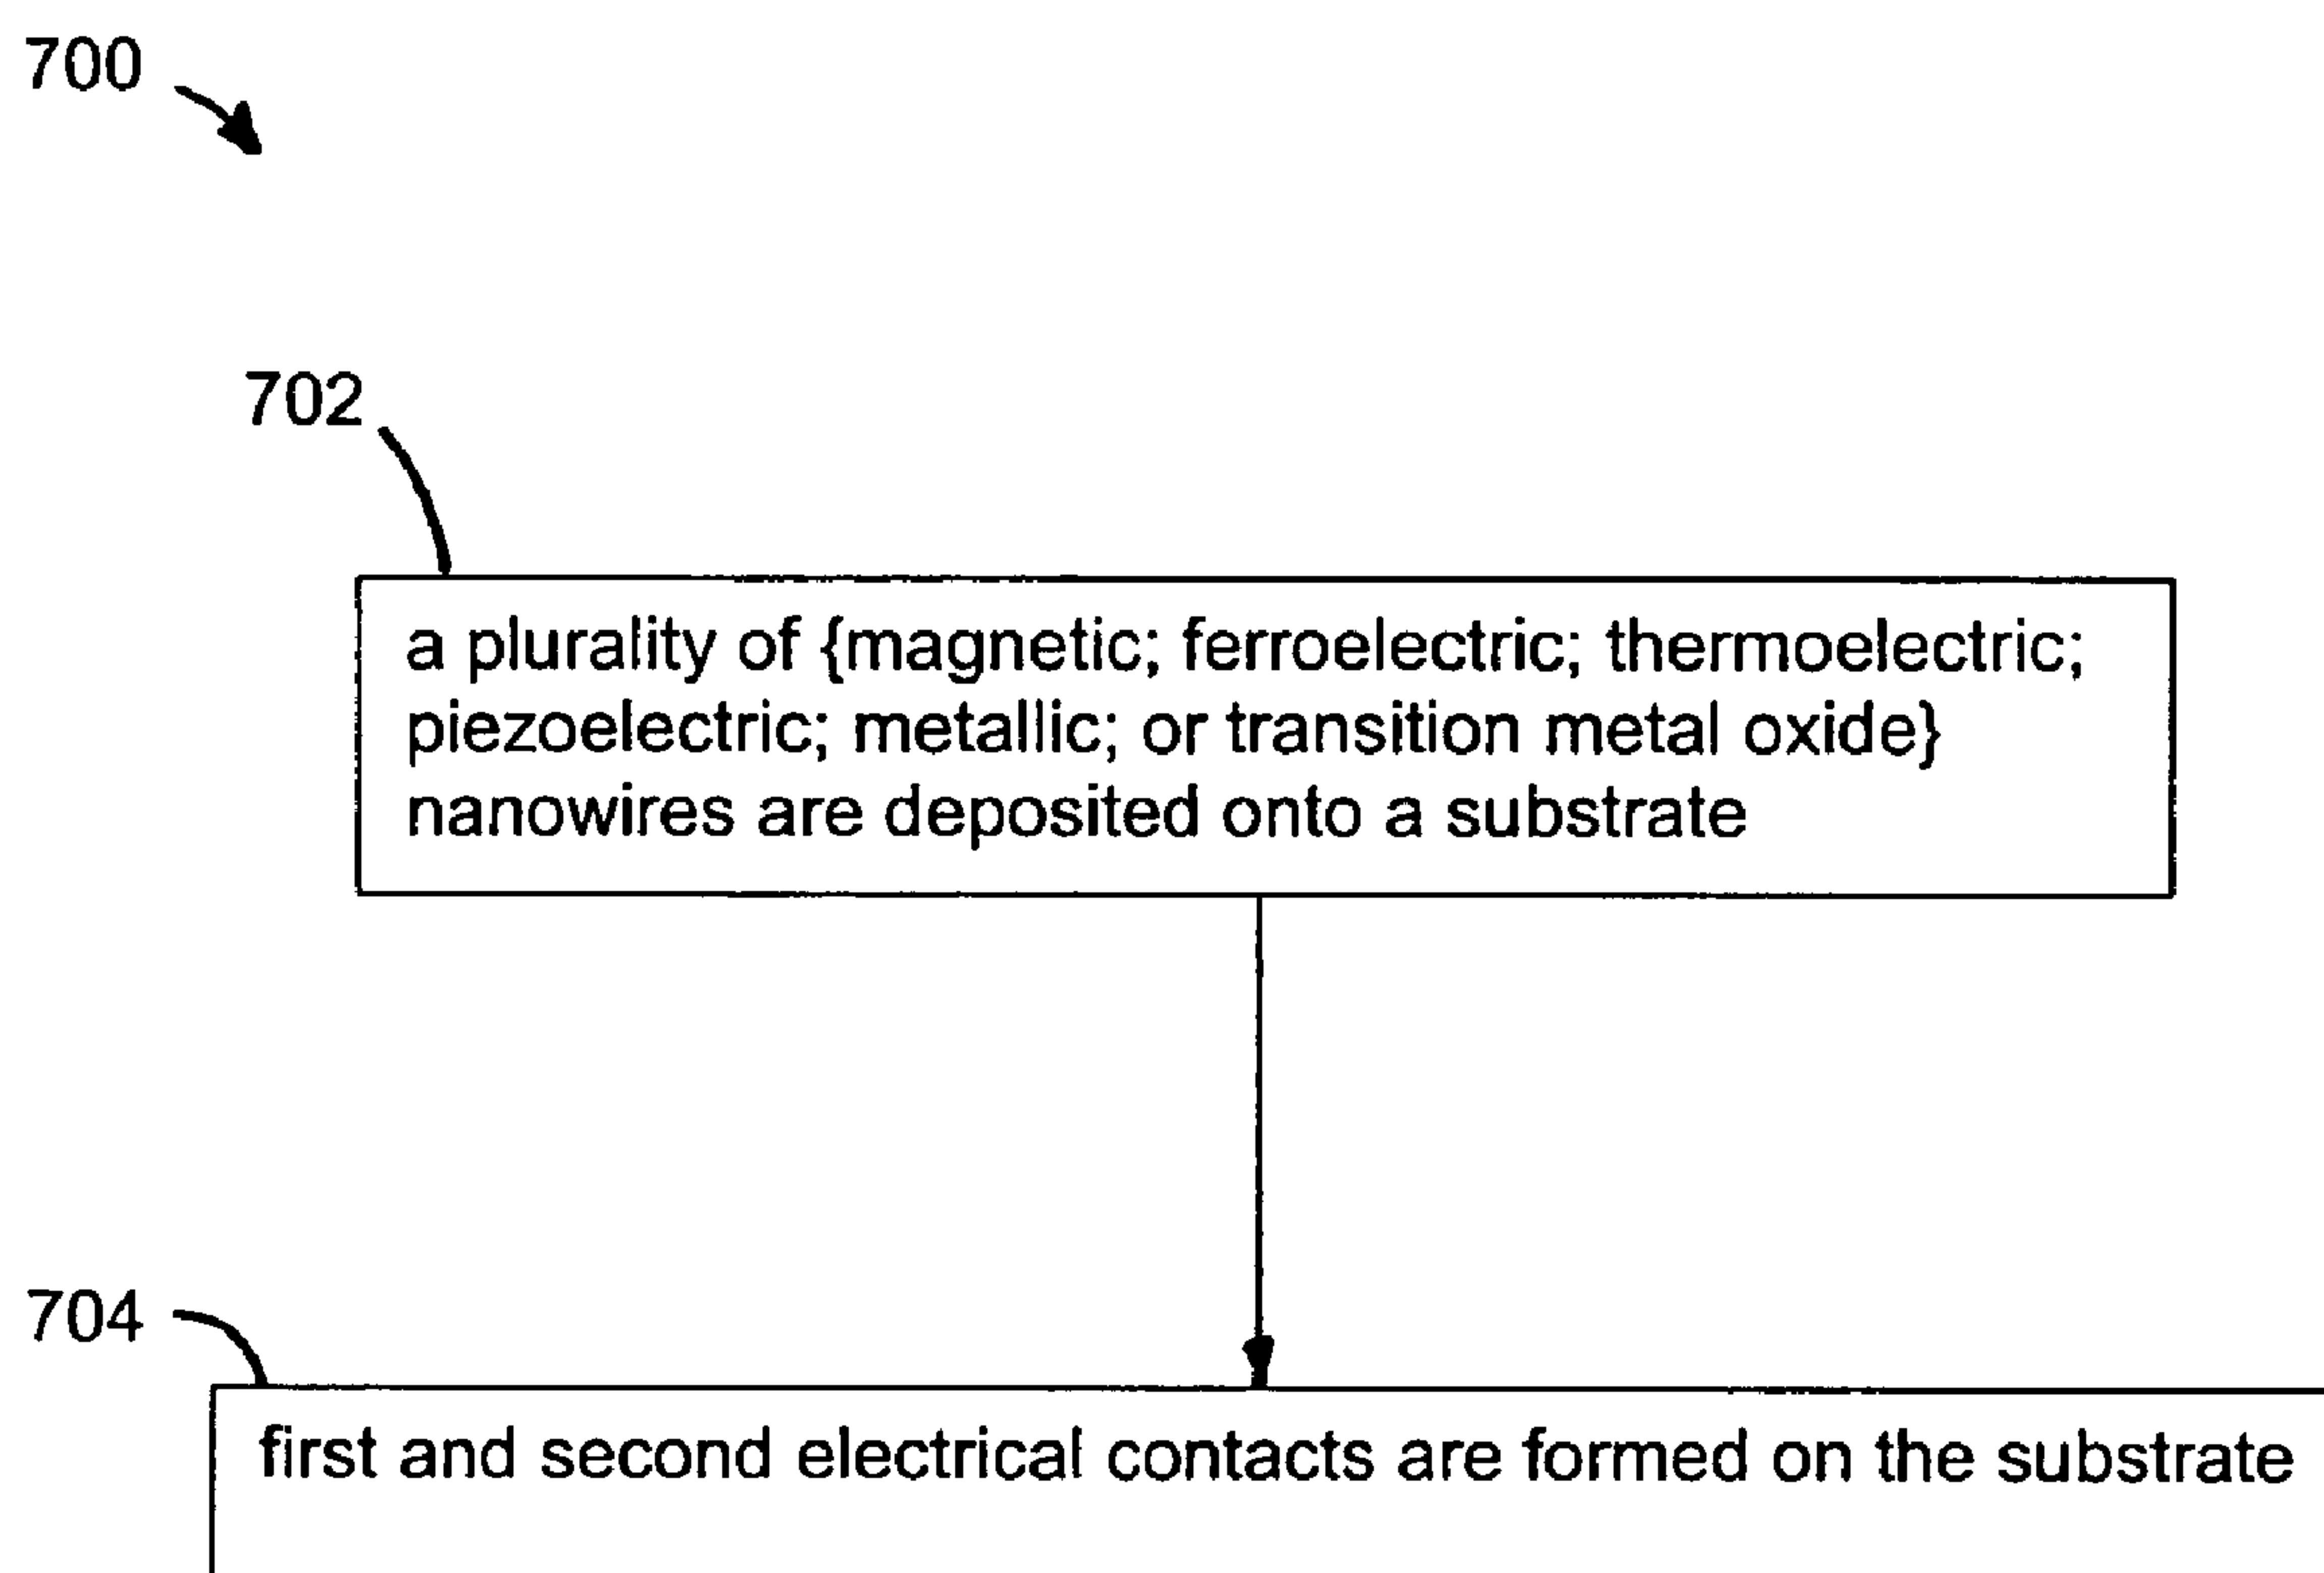 700
702
a plurality of {magnetic; ferroelectric; thermoelectric;
piezoelectric; metallic; or transition metal oxide}
nanowires are deposited onto a substrate
704
first and second electrical contacts are formed on the substrate